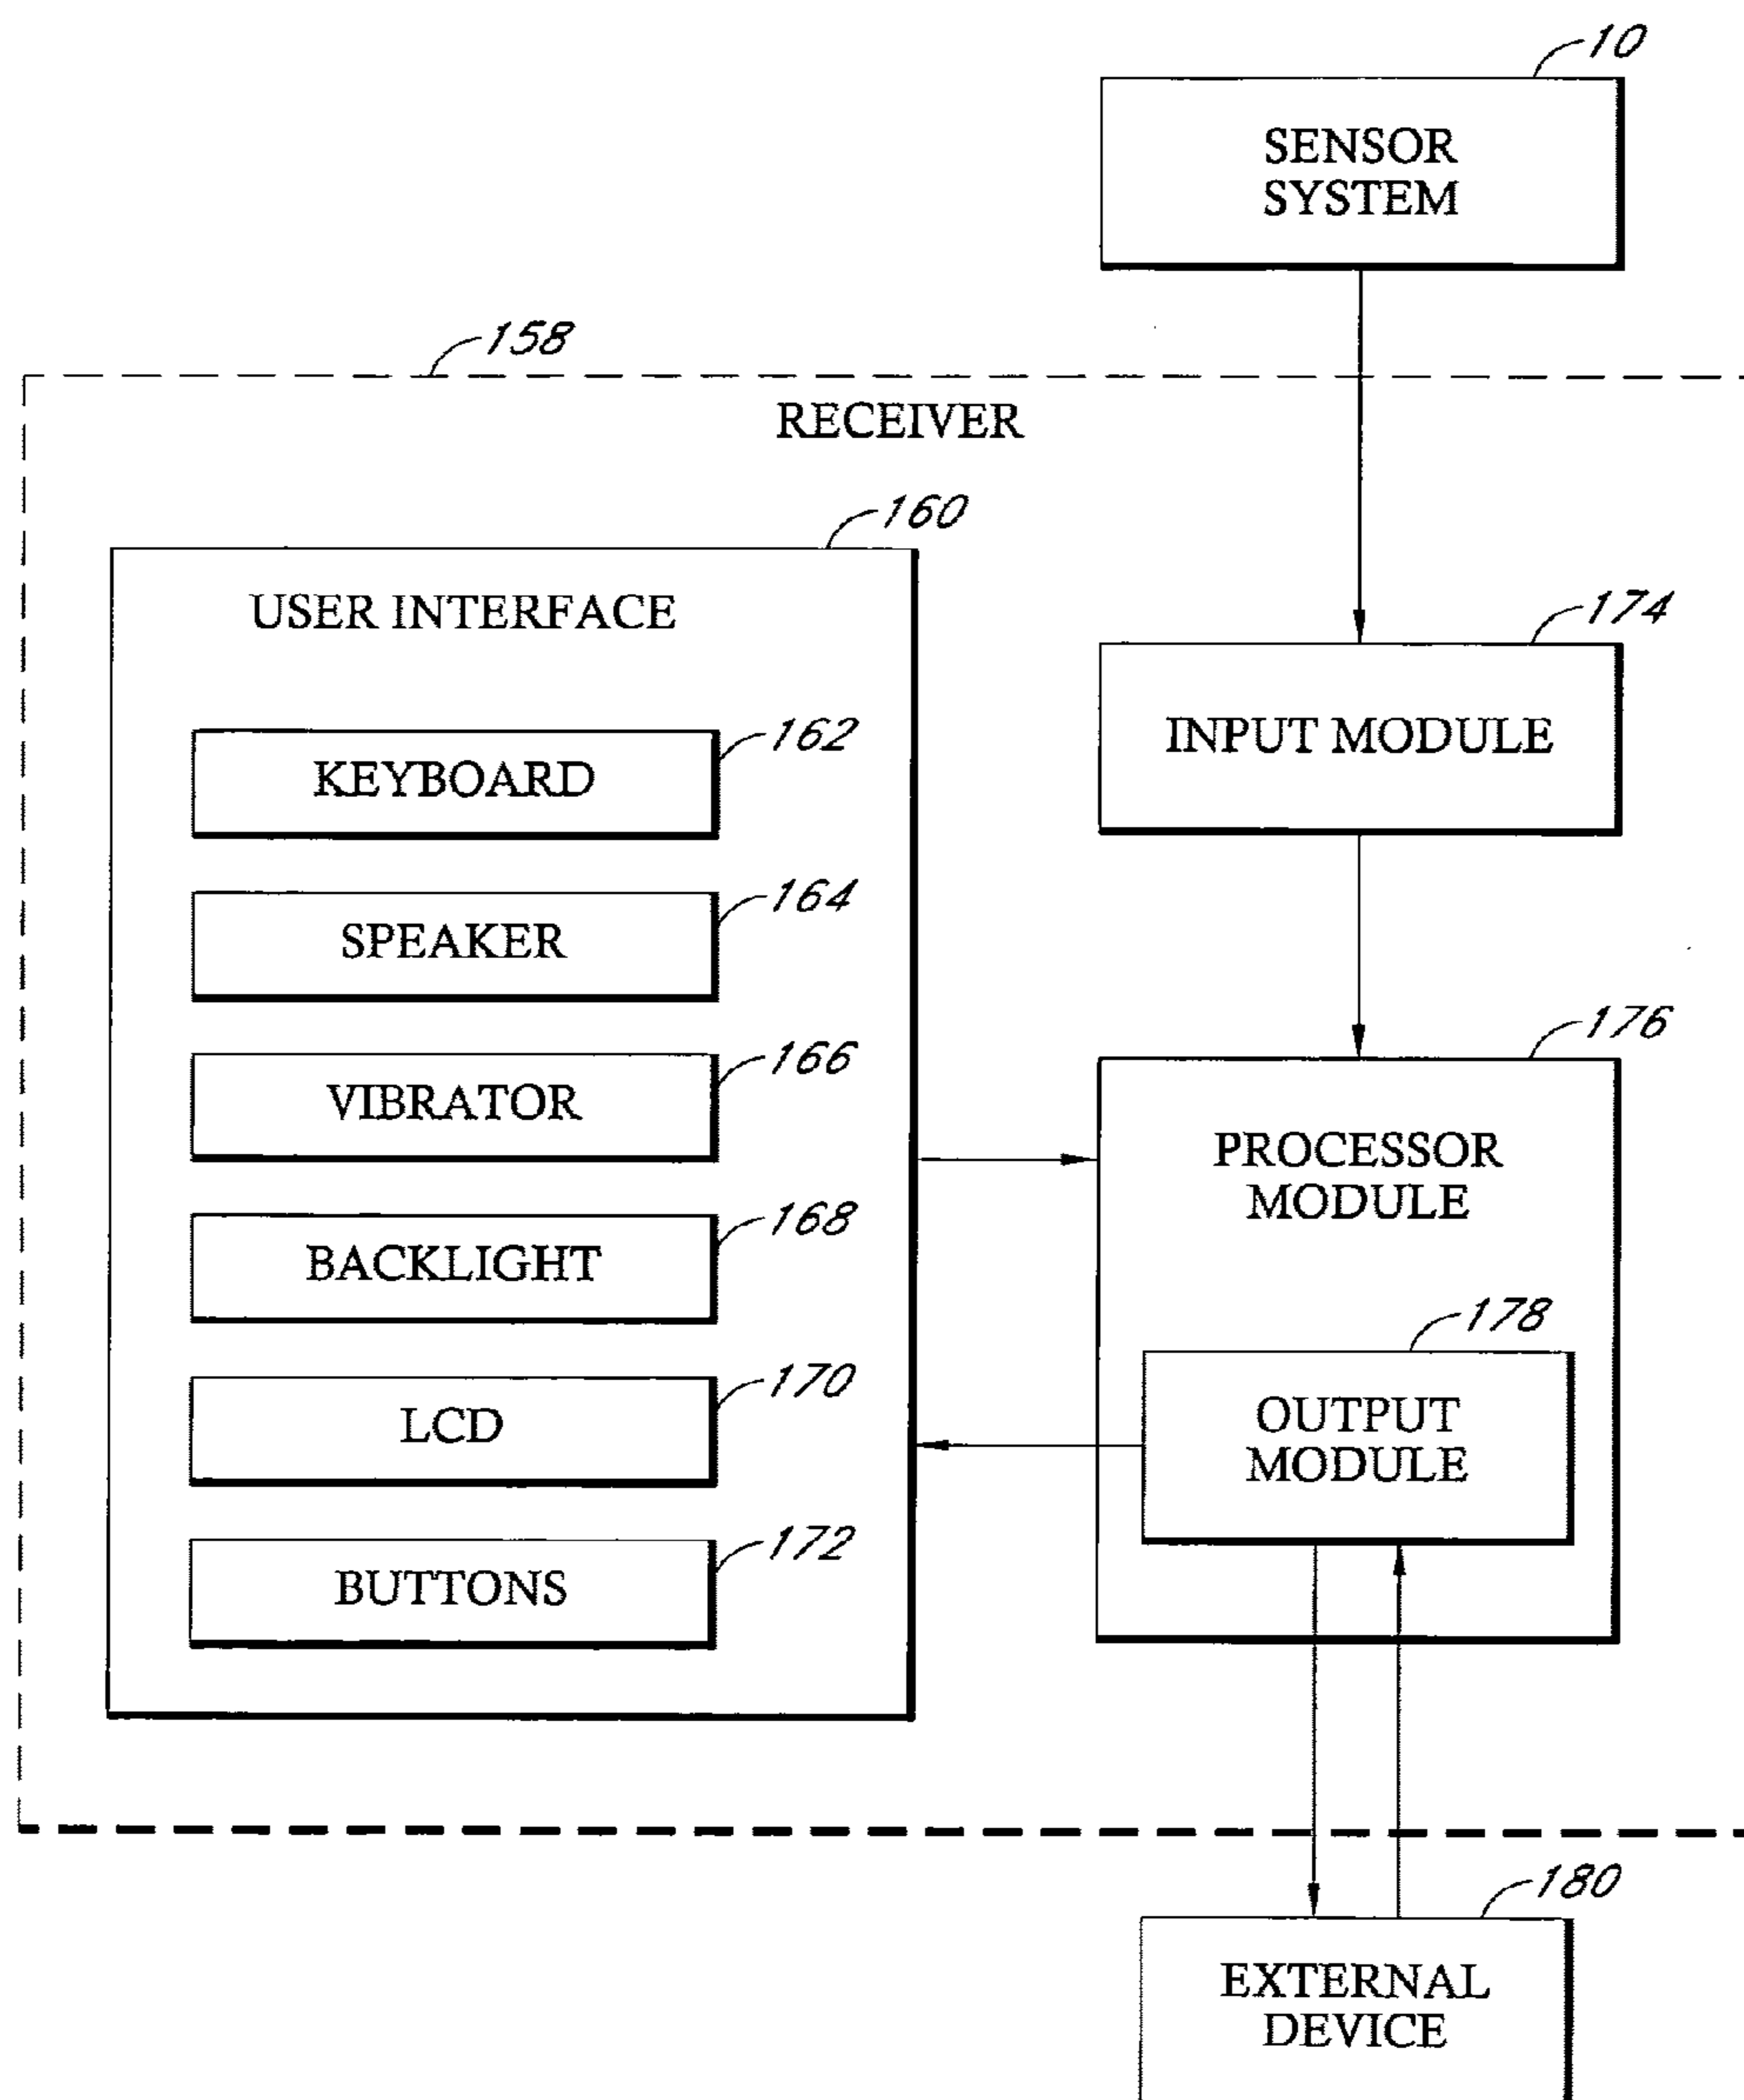 10
SENSOR
SYSTEM
158
RECEIVER
160
USER INTERFACE
174
INPUT MODULE
162
KEYBOARD
164
SPEAKER
166
VIBRATOR
176
PROCESSOR
MODULE
168
BACKLIGHT
178
OUTPUT
MODULE
170
LCD
172
BUTTONS
180
EXTERNAL
DEVICE